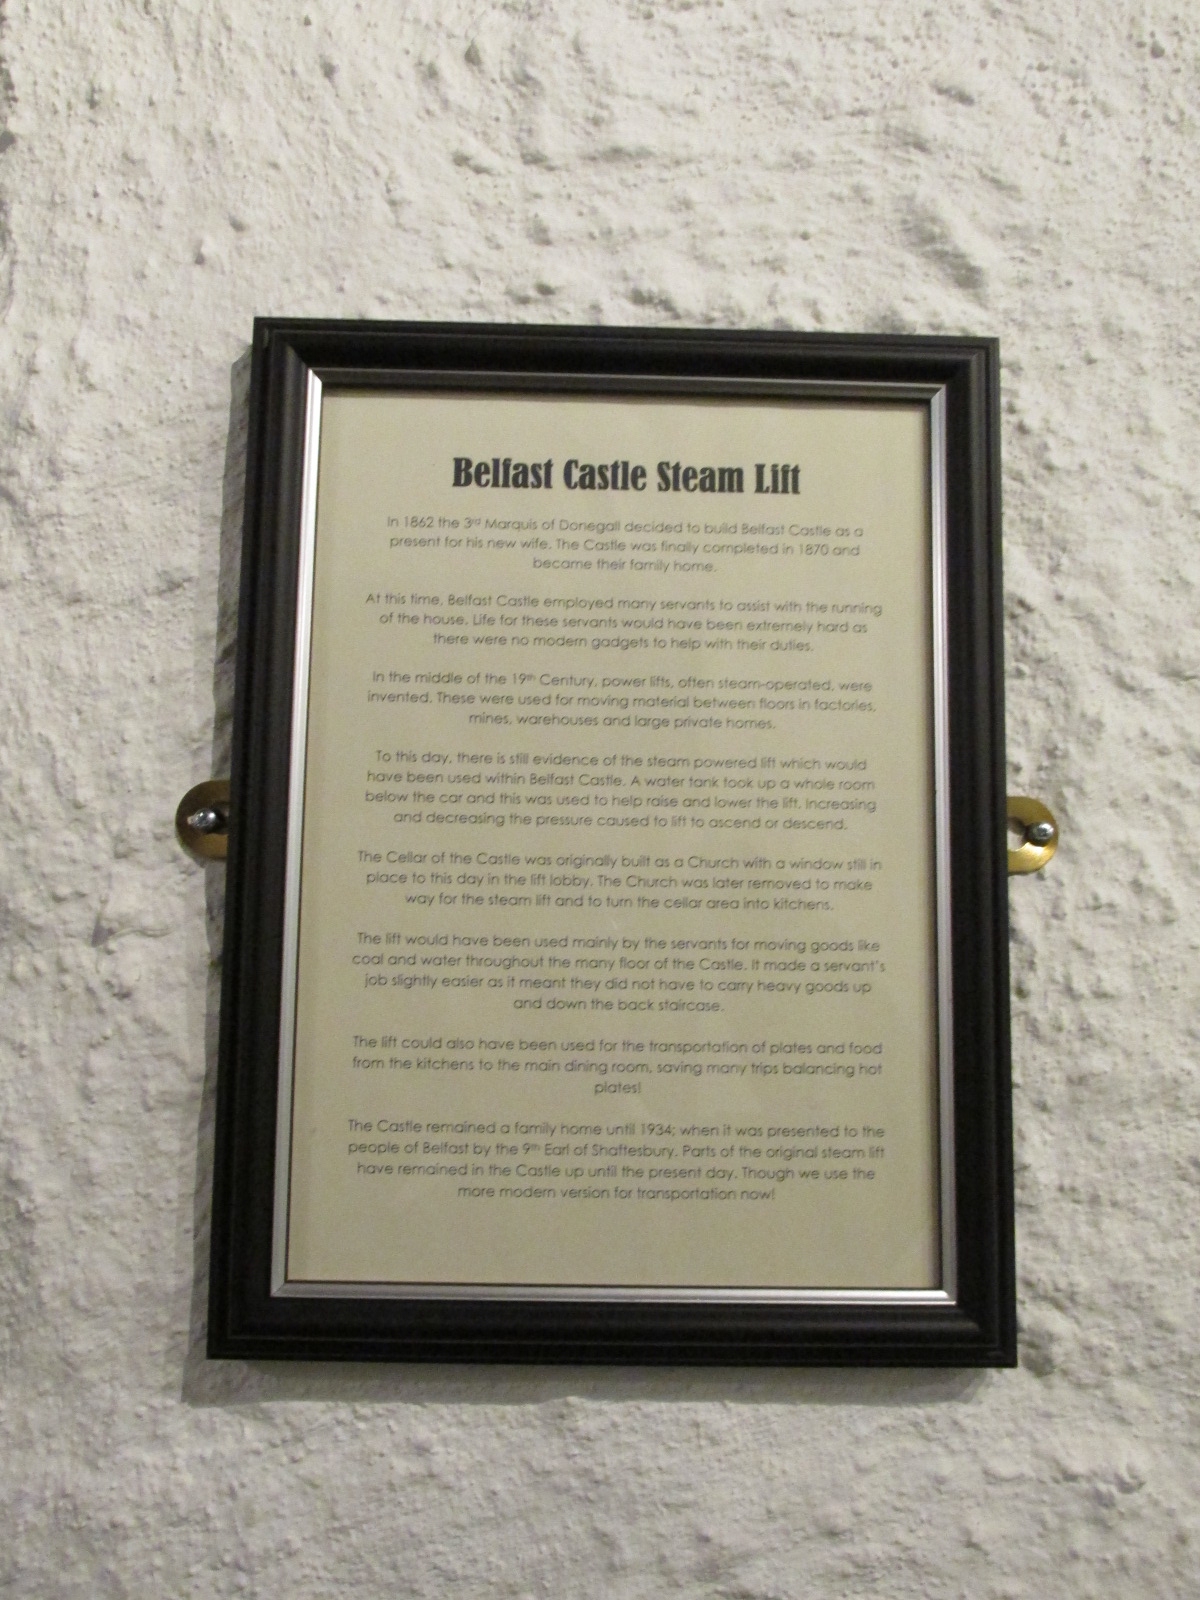 Belfast Castle Steam Lift
In 1862 the 3rd Marquis of Donegall decided to build Belfast Castle as a
present for his new wife. The Castle was finally completed in 1870 and
became their family home.
At this time, Belfast Castle employed many servants to assist with the running
of the house. Life for these servants would have been extremely hard as
there were no modern gadgets to help with their duties.
In the middle of the 19th Century, power lifts, often steam-operated, were
invented. These were used for moving material between floors in factories,
mines, warehouses and large private homes.
To this day, there is still evidence of the steam powered lift which would
have been used within Belfast Castle. A water tank took up a whole room
below the car and this was used to help raise and lower the lift. Increasing
and decreasing the pressure caused to lift to ascend or descend.
The Cellar of the Castle was originally built as a Church with a window still in
place to this day in the lift lobby. The Church was later removed to make
way for the steam lift and to turn the cellar area into kitchens.
The lift would have been used mainly by the servants for moving goods like
coal and water throughout the many floor of the Castle. It made a servant's
job slightly easier as it meant they did not have to carry heavy goods up
and down the back staircase.
The lift could also have been used for the transportation of plates and food
from the kitchens to the main dining room, saving many trips balancing hot
plates!
The Castle remained a family home until 1934; when it was presented to the
people of Belfast by the 9th Earl of Shaftesbury. Parts of the original steam lift
have remained in the Castle up until the present day. Though we use the
more modern version for transportation now!